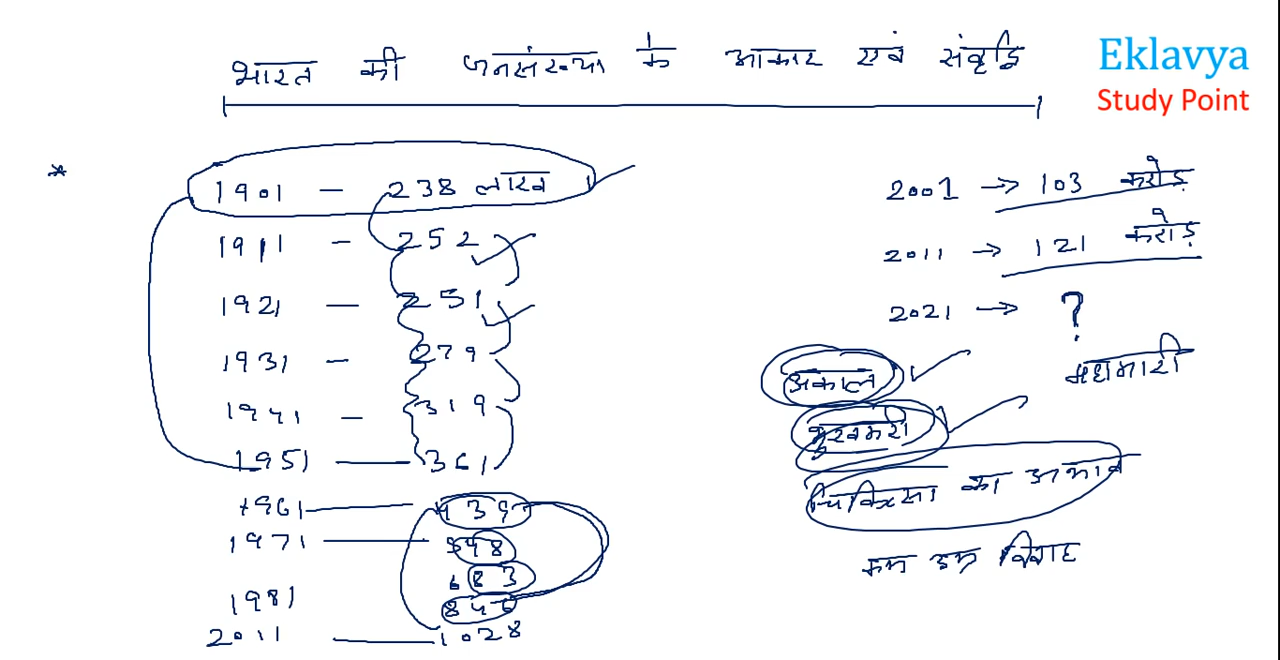 भारत की जनसंख्या के आकार एवं संवृद्धि
Eklavya
Study Point
* 1901 – 238 लाख
1911 – 252
1921 – 251
1931 – 279
1941 – 319
1951 — 361
1961 — 439
1971 — 548
683
1981 846
2011 — 1028
2001 → 103 करोड़
2011 → 121 करोड़
2021 → ?
महामारी
अकाल
भुखमरी
चिकित्सा का अभाव
कम उम्र विवाह